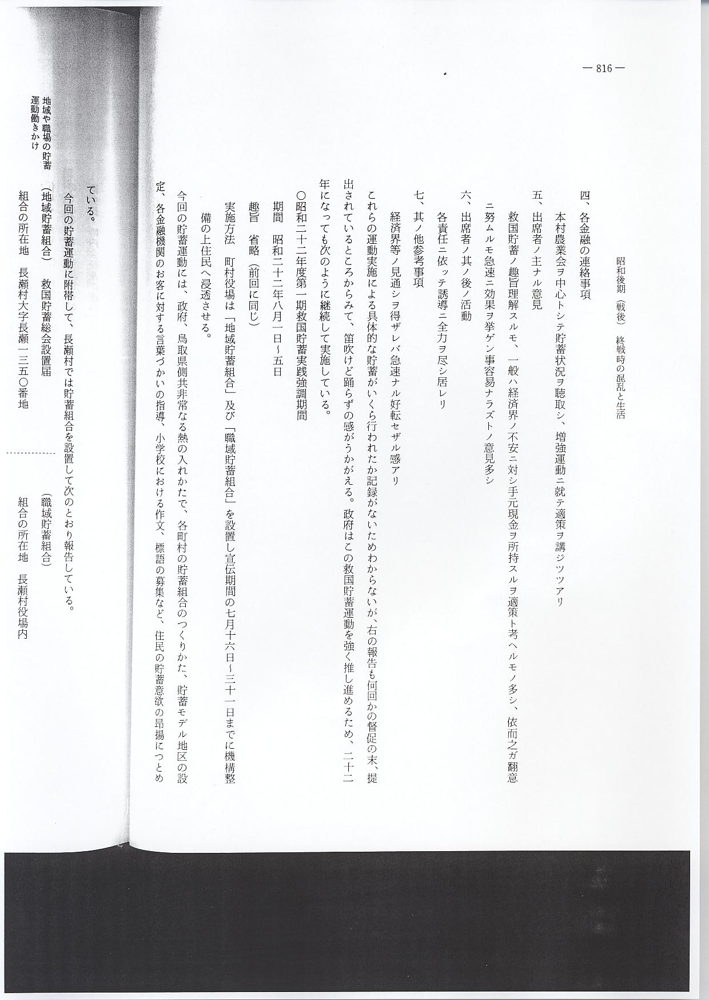 ― 816 ―
昭和後期（戦後）　終戦時の混乱と生活
四、各金融の連絡事項
本村農業会ヲ中心トシテ貯蓄状況ヲ聴取シ、増強運動ニ就テ適策ヲ講ジツツアリ
五、出席者ノ主ナル意見
救国貯蓄ノ趣旨理解スルモ、一般ハ経済界ノ不安ニ対シ手元現金ヲ所持スルヲ適策ト考ヘルモノ多シ、依而之ガ翻意
ニ努ムルモ急速ニ効果ヲ挙ゲン事容易ナラズトノ意見多シ
六、出席者ノ其ノ後ノ活動
各責任ニ依ッテ誘導ニ全力ヲ尽シ居レリ
七、其ノ他参考事項
経済界等ノ見通シヲ得ザレバ急速ナル好転セザル感アリ
これらの運動実施による具体的な貯蓄がいくら行われたか記録がないためわからないが、右の報告も何回かの督促の末、提
出されているところからみて、笛吹けど踊らずの感がうかがえる。政府はこの救国貯蓄運動を強く推し進めるため、二十二
年になっても次のように継続して実施している。
〇昭和二十二年度第一期救国貯蓄実践強調期間
期間　昭和二十二年八月一日～五日
趣旨　省略（前回に同じ）
実施方法　町村役場は「地域貯蓄組合」及び「職域貯蓄組合」を設置し宣伝期間の七月十六日～三十一日までに機構整
備の上住民へ浸透させる。
今回の貯蓄運動には、政府、鳥取県側共非常なる熱の入れかたで、各町村の貯蓄組合のつくりかた、貯蓄モデル地区の設
定、各金融機関のお客に対する言葉づかいの指導、小学校における作文、標語の募集など、住民の貯蓄意欲の昂揚につとめ
ている。
今回の貯蓄運動に附帯して、長瀬村では貯蓄組合を設置して次のとおり報告している。
地域や職場の貯蓄
運動働きかけ
（地域貯蓄組合）　救国貯蓄総会設置届
組合の所在地　長瀬村大字長瀬一三五〇番地
（職域貯蓄組合）
組合の所在地　長瀬村役場内